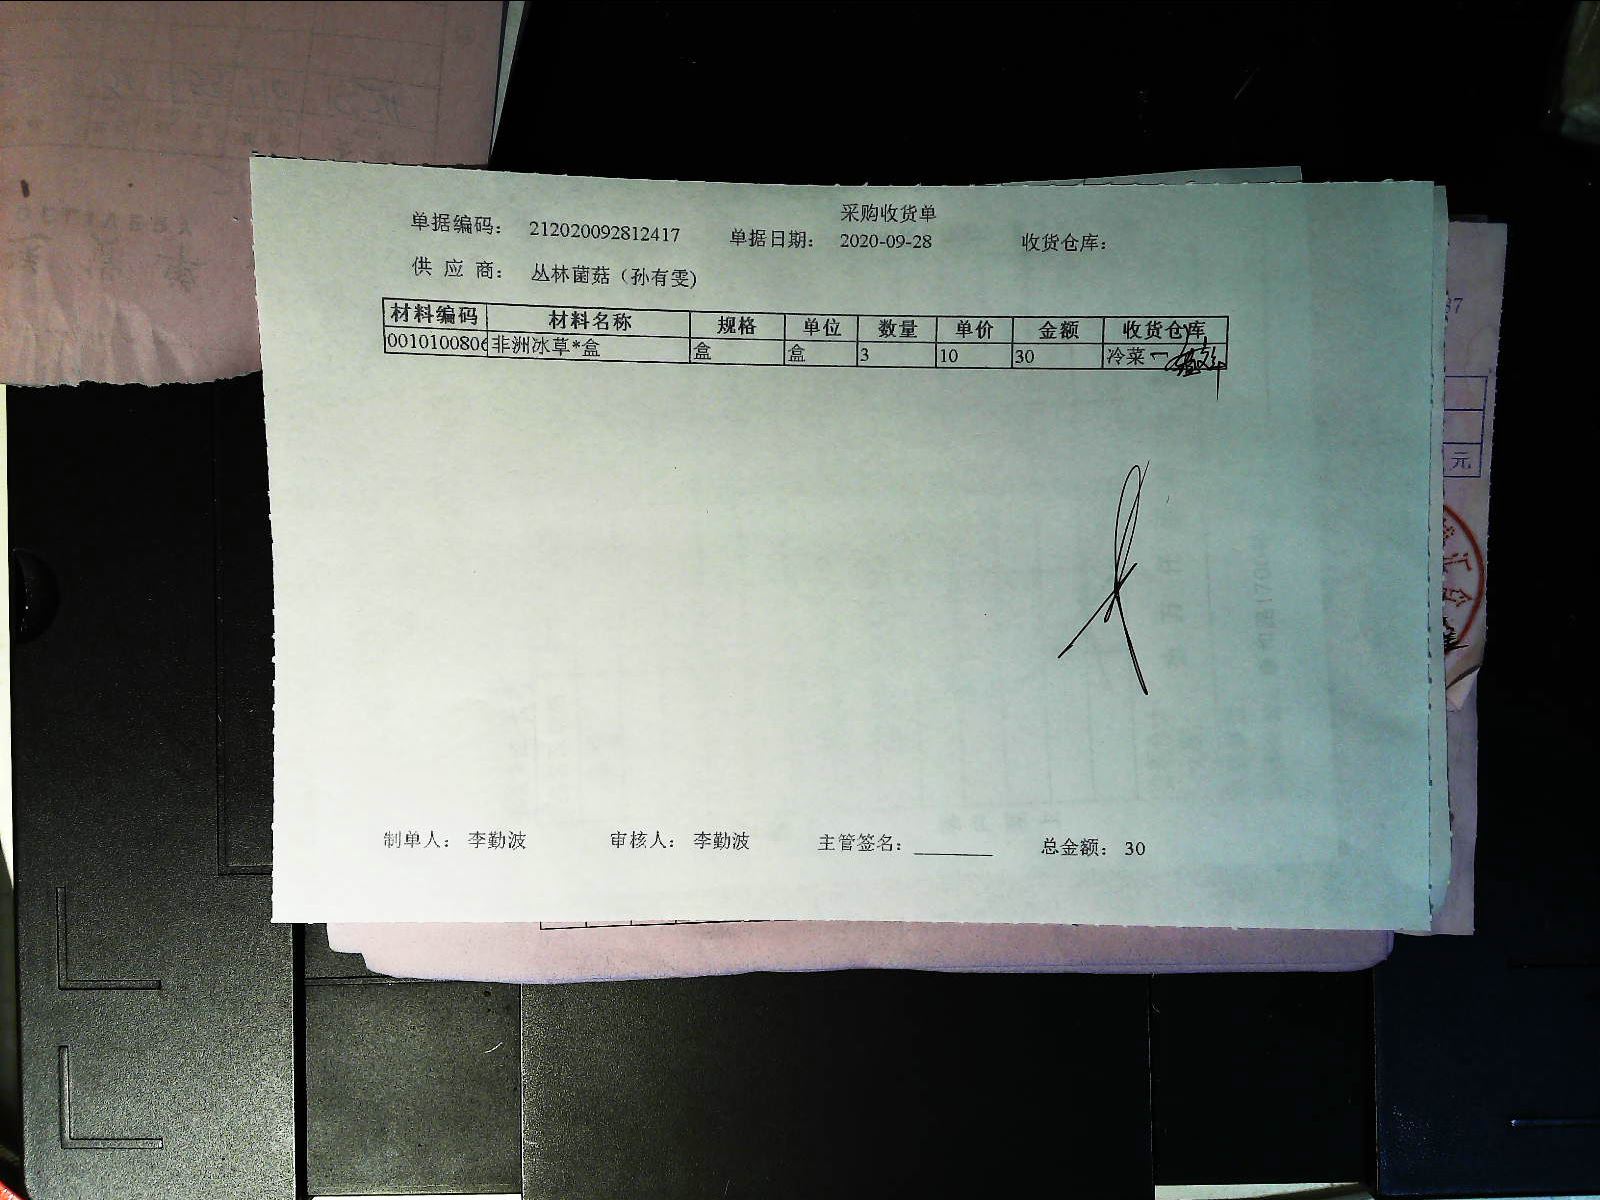 采购收货单
单据编码： 212020092812417 单据日期： 2020-09-28 收货仓库：
供 应 商： 丛林菌菇（孙有雯）
材料编码 材料名称 规格 单位 数量 单价 金额 收货仓库
0010100806 非洲冰草*盒 盒 盒 3 10 30 冷菜
制单人： 李勤波 审核人： 李勤波 主管签名： 总金额： 30
元